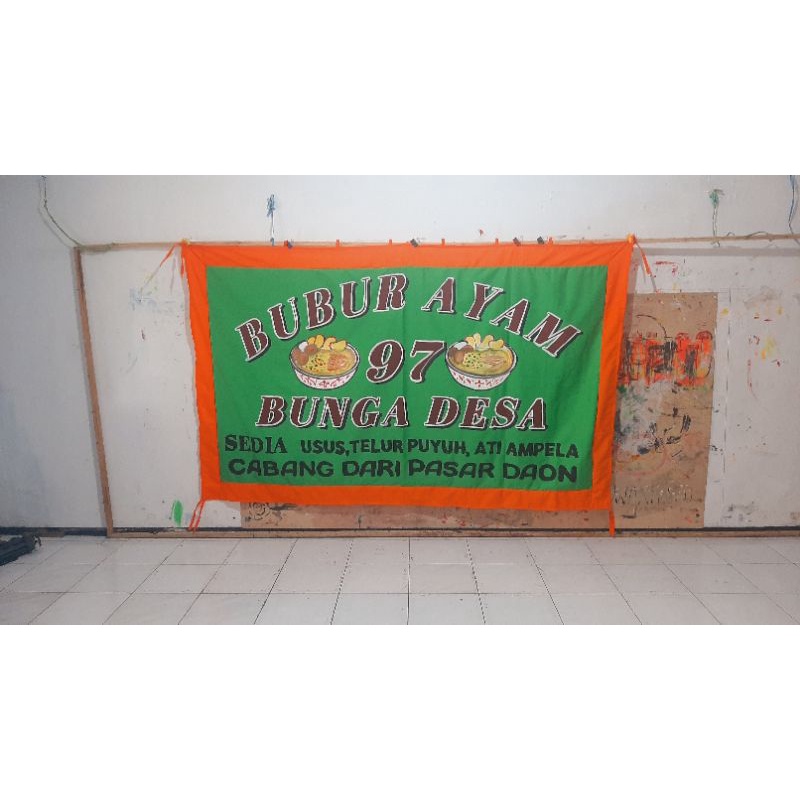 BUBUR AYAM
97
BUNGA DESA
SEDIA USUS, TELUR PUYUH, ATI AMPELA
CABANG DARI PASAR DAON